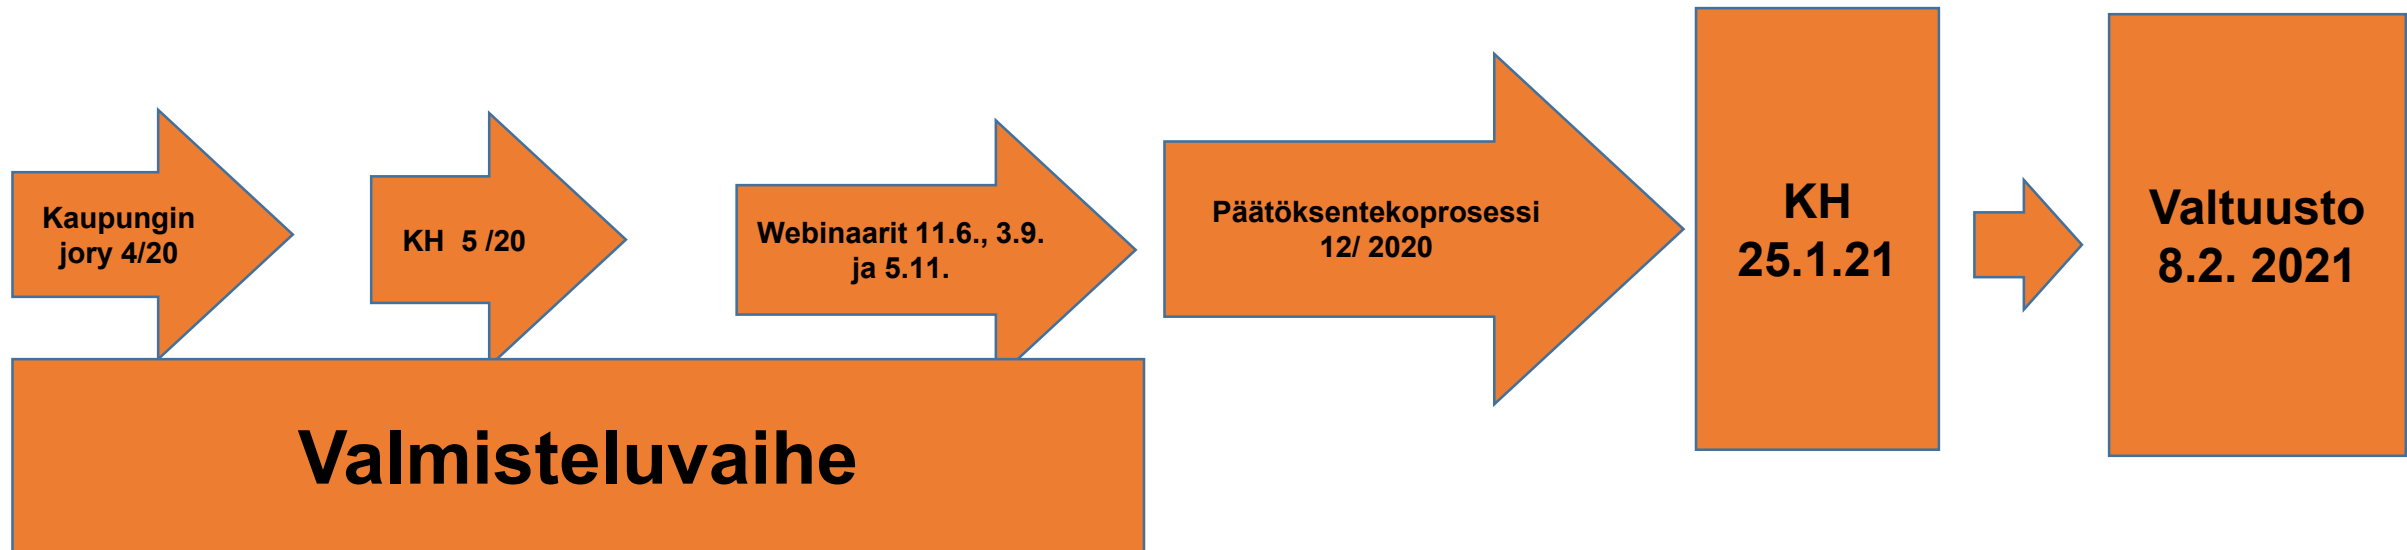 Kaupungin
jory 4/20
KH 5 /20
Webinaarit 11.6., 3.9.
ja 5.11.
Päätöksentekoprosessi
12/ 2020
KH
25.1.21
Valtuusto
8.2. 2021
Valmisteluvaihe